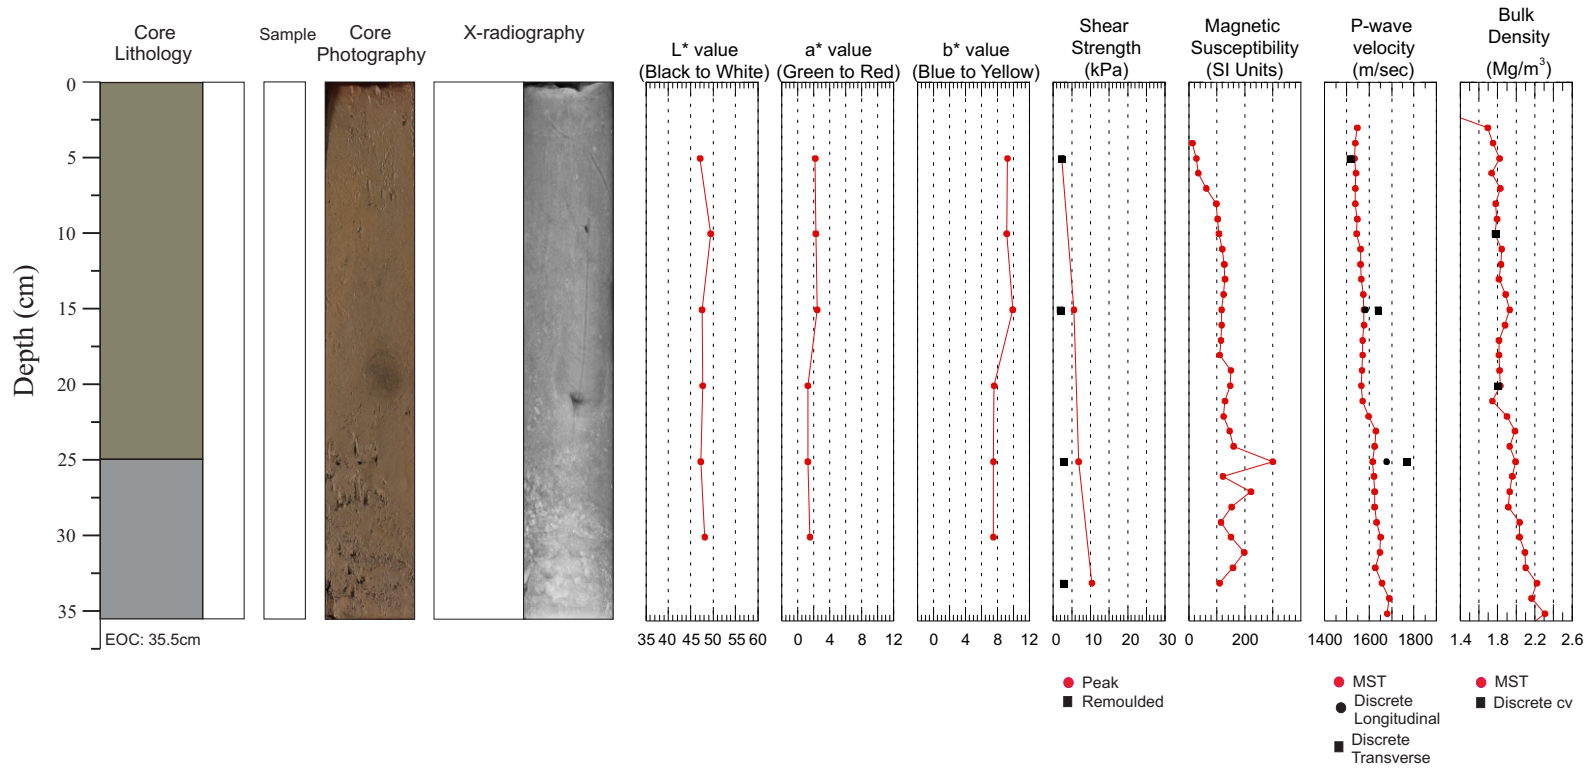 Core
Lithology
Sample
Core
Photography
X-radiography
L* value
(Black to White)
a* value
(Green to Red)
b* value
(Blue to Yellow)
Shear
Strength
(kPa)
Magnetic
Susceptibility
(SI Units)
P-wave
velocity
(m/sec)
Bulk
Density
(Mg/m³)
Depth (cm)
0
5
10
15
20
25
30
35
EOC: 35.5cm
35 40 45 50 55 60
0 4 8 12
0 4 8 12
0 10 20 30
0 200
1400 1600 1800
1.4 1.8 2.2 2.6
Peak
Remoulded
MST
Discrete
Longitudinal
Discrete
Transverse
MST
Discrete cv